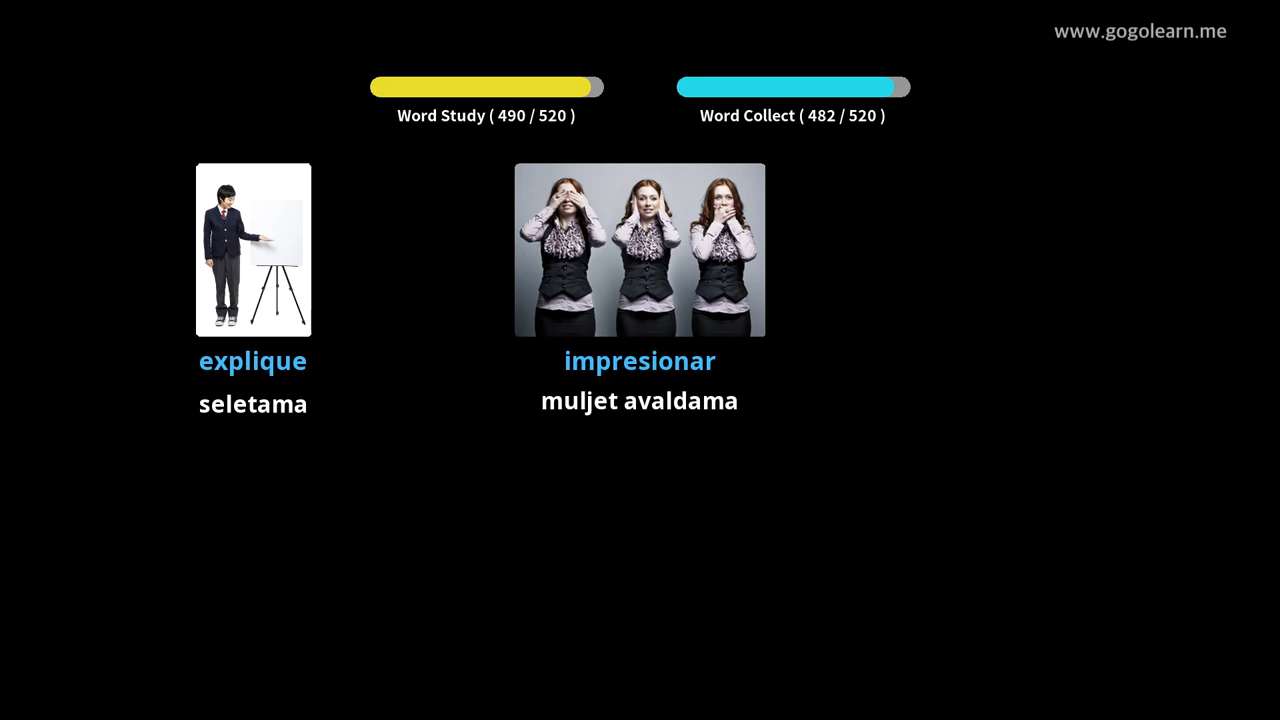 www.gogolearn.me
Word Study ( 490 / 520 )
Word Collect ( 482 / 520 )
explique
seletama
impresionar
muljet avaldama